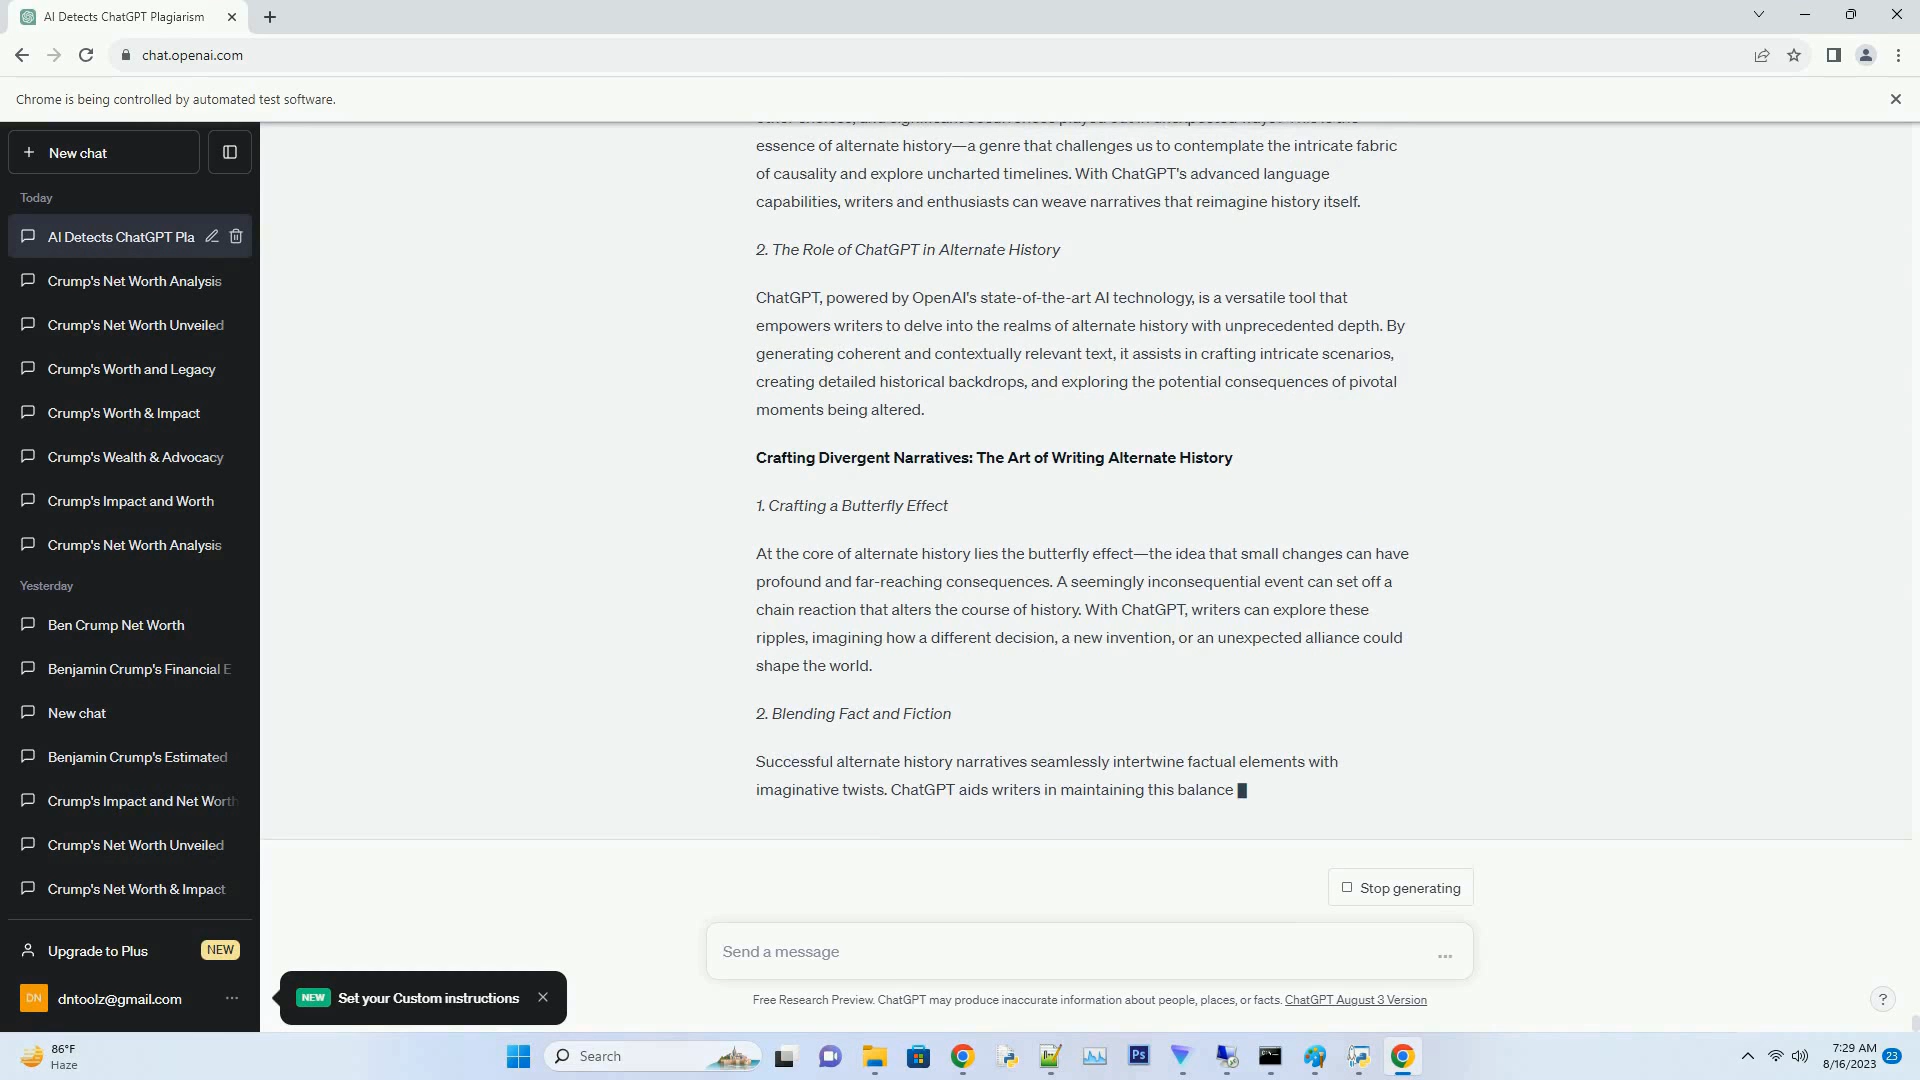 AI Detects ChatGPT Plagiarism
chat.openai.com
Chrome is being controlled by automated test software.
New chat
Today
AI Detects ChatGPT Pla
Crump's Net Worth Analysis
Crump's Net Worth Unveiled
Crump's Worth and Legacy
Crump's Worth & Impact
Crump's Wealth & Advocacy
Crump's Impact and Worth
Crump's Net Worth Analysis
Yesterday
Ben Crump Net Worth
Benjamin Crump's Financial E
New chat
Benjamin Crump's Estimated
Crump's Impact and Net Worth
Crump's Net Worth Unveiled
Crump's Net Worth & Impact
Upgrade to Plus NEW
DN dntoolz@gmail.com
essence of alternate history—a genre that challenges us to contemplate the intricate fabric
of causality and explore uncharted timelines. With ChatGPT's advanced language
capabilities, writers and enthusiasts can weave narratives that reimagine history itself.
2. The Role of ChatGPT in Alternate History
ChatGPT, powered by OpenAI's state-of-the-art AI technology, is a versatile tool that
empowers writers to delve into the realms of alternate history with unprecedented depth. By
generating coherent and contextually relevant text, it assists in crafting intricate scenarios,
creating detailed historical backdrops, and exploring the potential consequences of pivotal
moments being altered.
Crafting Divergent Narratives: The Art of Writing Alternate History
1. Crafting a Butterfly Effect
At the core of alternate history lies the butterfly effect—the idea that small changes can have
profound and far-reaching consequences. A seemingly inconsequential event can set off a
chain reaction that alters the course of history. With ChatGPT, writers can explore these
ripples, imagining how a different decision, a new invention, or an unexpected alliance could
shape the world.
2. Blending Fact and Fiction
Successful alternate history narratives seamlessly intertwine factual elements with
imaginative twists. ChatGPT aids writers in maintaining this balance
Stop generating
Send a message
NEW Set your Custom instructions
Free Research Preview. ChatGPT may produce inaccurate information about people, places, or facts. ChatGPT August 3 Version
?
86°F
Haze
Search
Ps
7:29 AM
8/16/2023
23